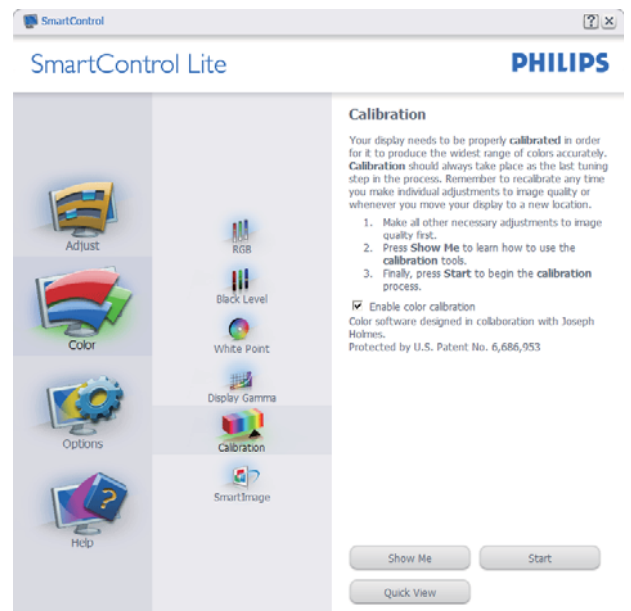 SmartControl
SmartControl Lite
PHILIPS
Adjust
Color
Options
Help
RGB
Black Level
White Point
Display Gamma
Calibration
SmartImage
Calibration
Your display needs to be properly calibrated in order
for it to produce the widest range of colors accurately.
Calibration should always take place as the last tuning
step in the process. Remember to recalibrate any time
you make individual adjustments to image quality or
whenever you move your display to a new location.
1. Make all other necessary adjustments to image
quality first.
2. Press Show Me to learn how to use the
calibration tools.
3. Finally, press Start to begin the calibration
process.
Enable color calibration
Color software designed in collaboration with Joseph
Holmes.
Protected by U.S. Patent No. 6,686,953
Show Me
Start
Quick View